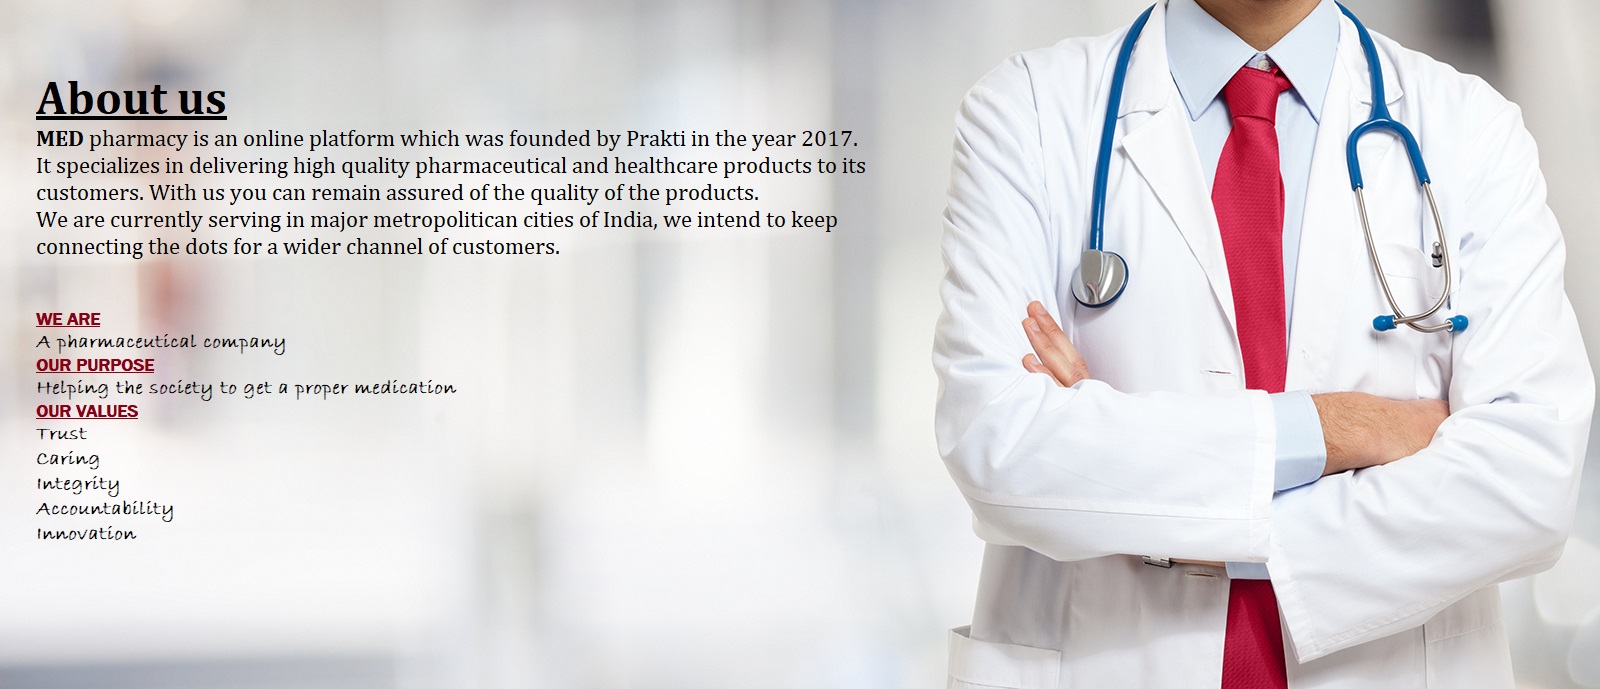 About us
MED pharmacy is an online platform which was founded by Prakti in the year 2017.
It specializes in delivering high quality pharmaceutical and healthcare products to its
customers. With us you can remain assured of the quality of the products.
We are currently serving in major metropolitican cities of India, we intend to keep
connecting the dots for a wider channel of customers.
WE ARE
A pharmaceutical company
OUR PURPOSE
Helping the society to get a proper medication
OUR VALUES
Trust
Caring
Integrity
Accountability
Innovation